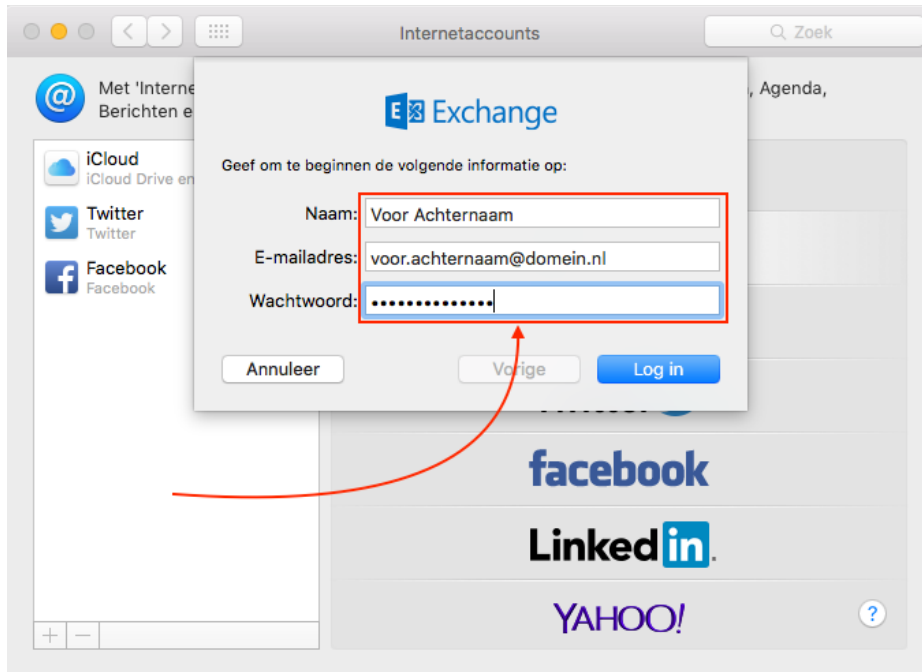 Internetaccounts
Zoek
Met 'Interne
, Agenda,
Berichten e
Exchange
Geef om te beginnen de volgende informatie op:
iCloud
iCloud Drive en
Twitter
Twitter
Facebook
Facebook
Naam: Voor Achternaam
E-mailadres: voor.achternaam@domein.nl
Wachtwoord: ••••••••••••••
Annuleer
Vorige
Log in
facebook
Linked in.
YAHOO!
?